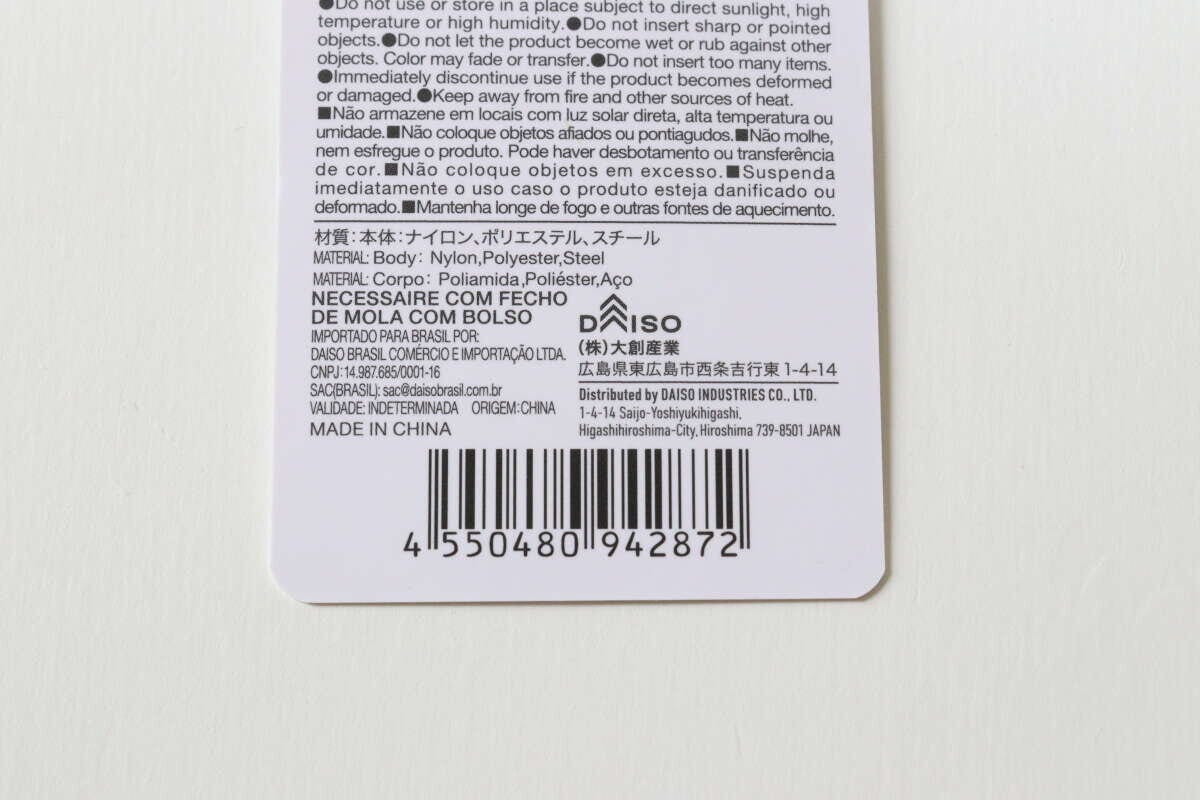 ●Do not use or store in a place subject to direct sunlight, high
temperature or high humidity.●Do not insert sharp or pointed
objects.●Do not let the product become wet or rub against other
objects. Color may fade or transfer.●Do not insert too many items.
●Immediately discontinue use if the product becomes deformed
or damaged.●Keep away from fire and other sources of heat.
■Não armazene em locais com luz solar direta, alta temperatura ou
umidade.■Não coloque objetos afiados ou pontiagudos.■Não molhe,
nem esfregue o produto. Pode haver desbotamento ou transferência
de cor.■Não coloque objetos em excesso.■Suspenda
imediatamente o uso caso o produto esteja danificado ou
deformado.■Mantenha longe de fogo e outras fontes de aquecimento.
材質：本体：ナイロン、ポリエステル、スチール
MATERIAL: Body: Nylon,Polyester,Steel
MATERIAL: Corpo: Poliamida,Poliéster,Aço
NECESSAIRE COM FECHO
DE MOLA COM BOLSO
IMPORTADO PARA BRASIL POR:
DAISO BRASIL COMÉRCIO E IMPORTAÇÃO LTDA.
CNPJ: 14.987.685/0001-16
SAC(BRASIL): sac@daisobrasil.com.br
VALIDADE: INDETERMINADA ORIGEM:CHINA
MADE IN CHINA
DAISO
(株)大創産業
広島県東広島市西条吉行東1-4-14
Distributed by DAISO INDUSTRIES CO., LTD.
1-4-14 Saijo-Yoshiyukihigashi,
Higashihiroshima-City, Hiroshima 739-8501 JAPAN
4 550480 942872